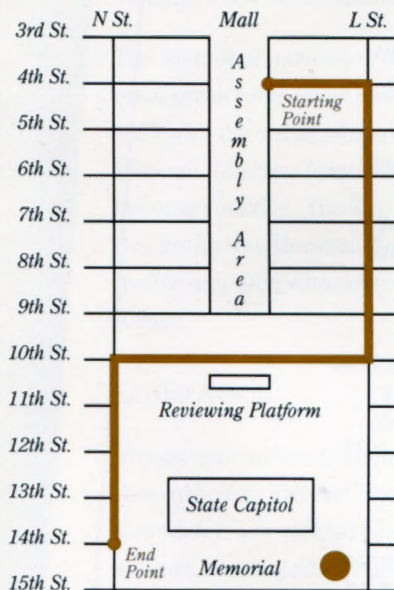 N St. Mall L St.
3rd St.
4th St.
Assembly Area
Starting
Point
5th St.
6th St.
7th St.
8th St.
9th St.
10th St.
11th St.
Reviewing Platform
12th St.
13th St.
State Capitol
14th St.
End
Point
Memorial
15th St.